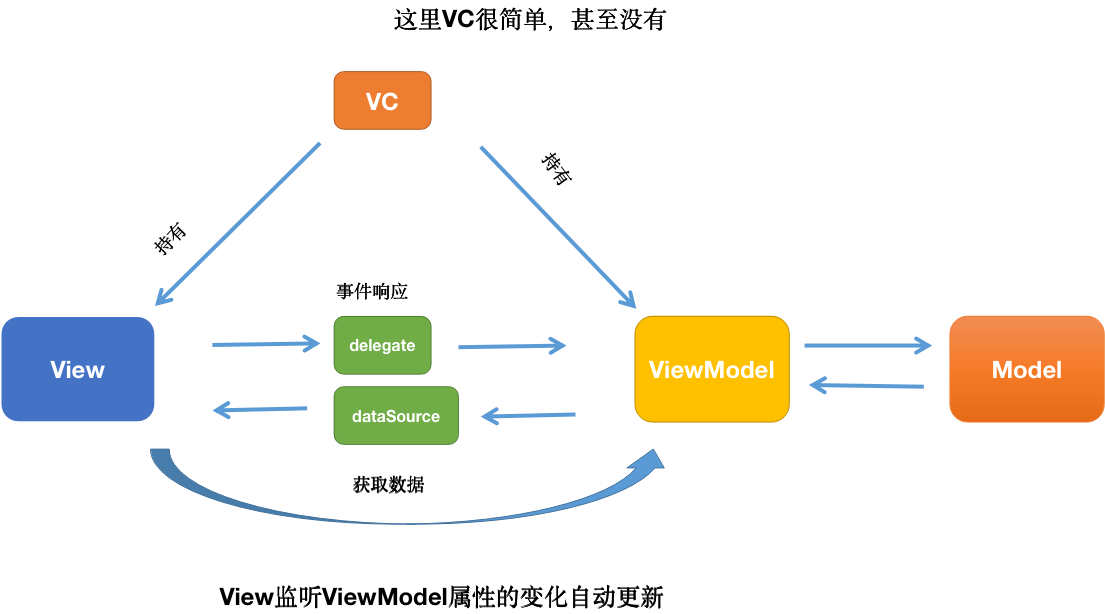 这里VC很简单，甚至没有
VC
持有
持有
事件响应
View
delegate
ViewModel
Model
dataSource
获取数据
View监听ViewModel属性的变化自动更新